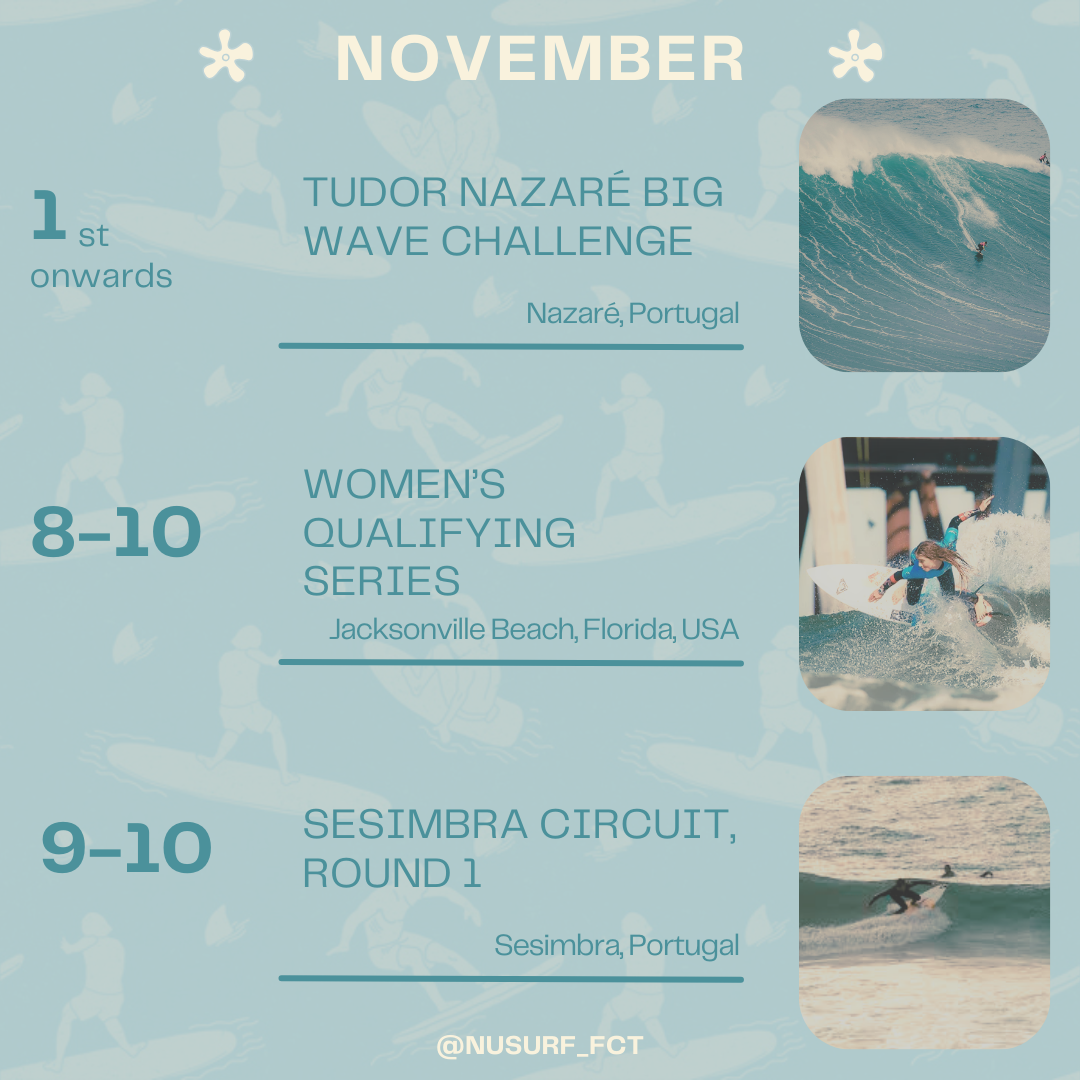 NOVEMBER
1 st
onwards
TUDOR NAZARÉ BIG
WAVE CHALLENGE
Nazaré, Portugal
8-10
WOMEN’S
QUALIFYING
SERIES
Jacksonville Beach, Florida, USA
9-10
SESIMBRA CIRCUIT,
ROUND 1
Sesimbra, Portugal
@NUSURF_FCT